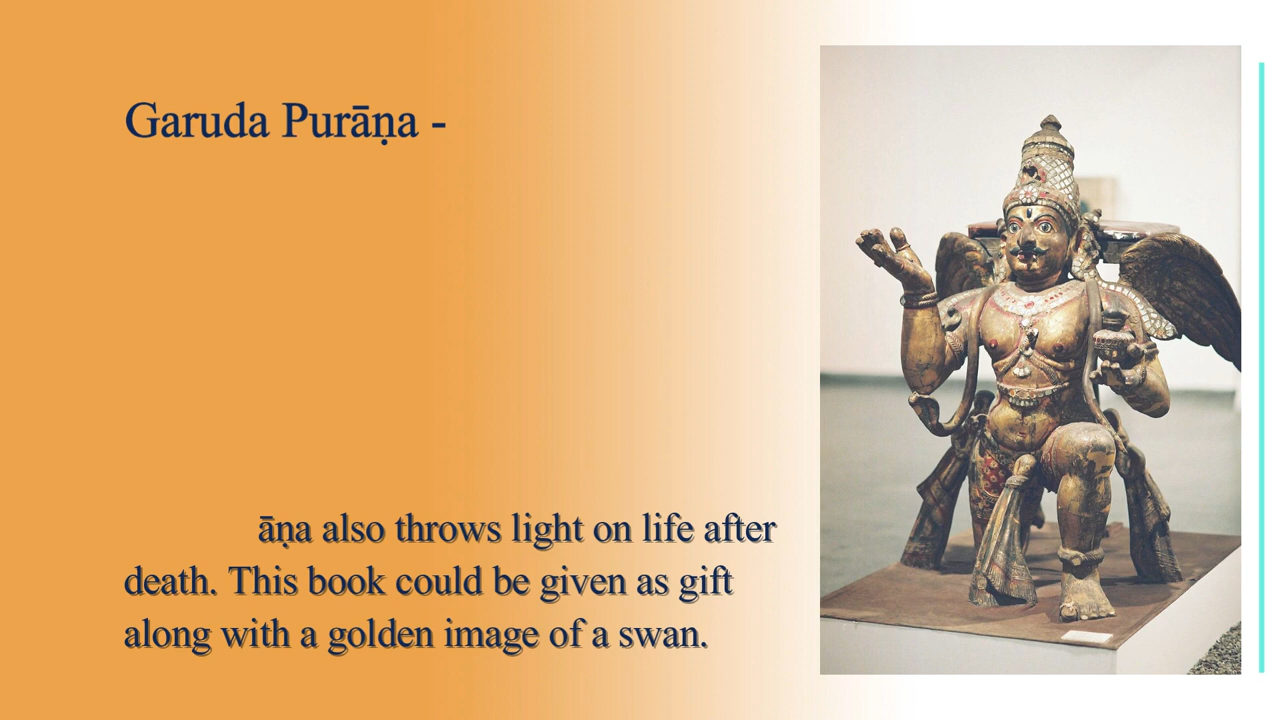 Garuda Purāṇa -
āṇa also throws light on life after
death. This book could be given as gift
along with a golden image of a swan.